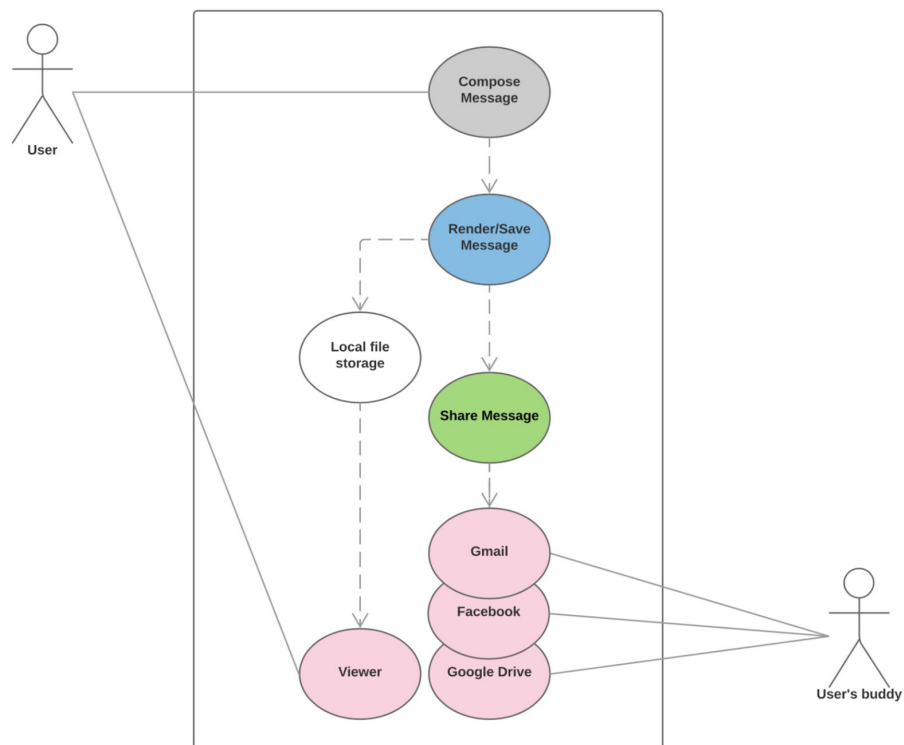 Compose
Message
User
Render/Save
Message
Local file
storage
Share Message
Gmail
Facebook
Viewer
Google Drive
User's buddy